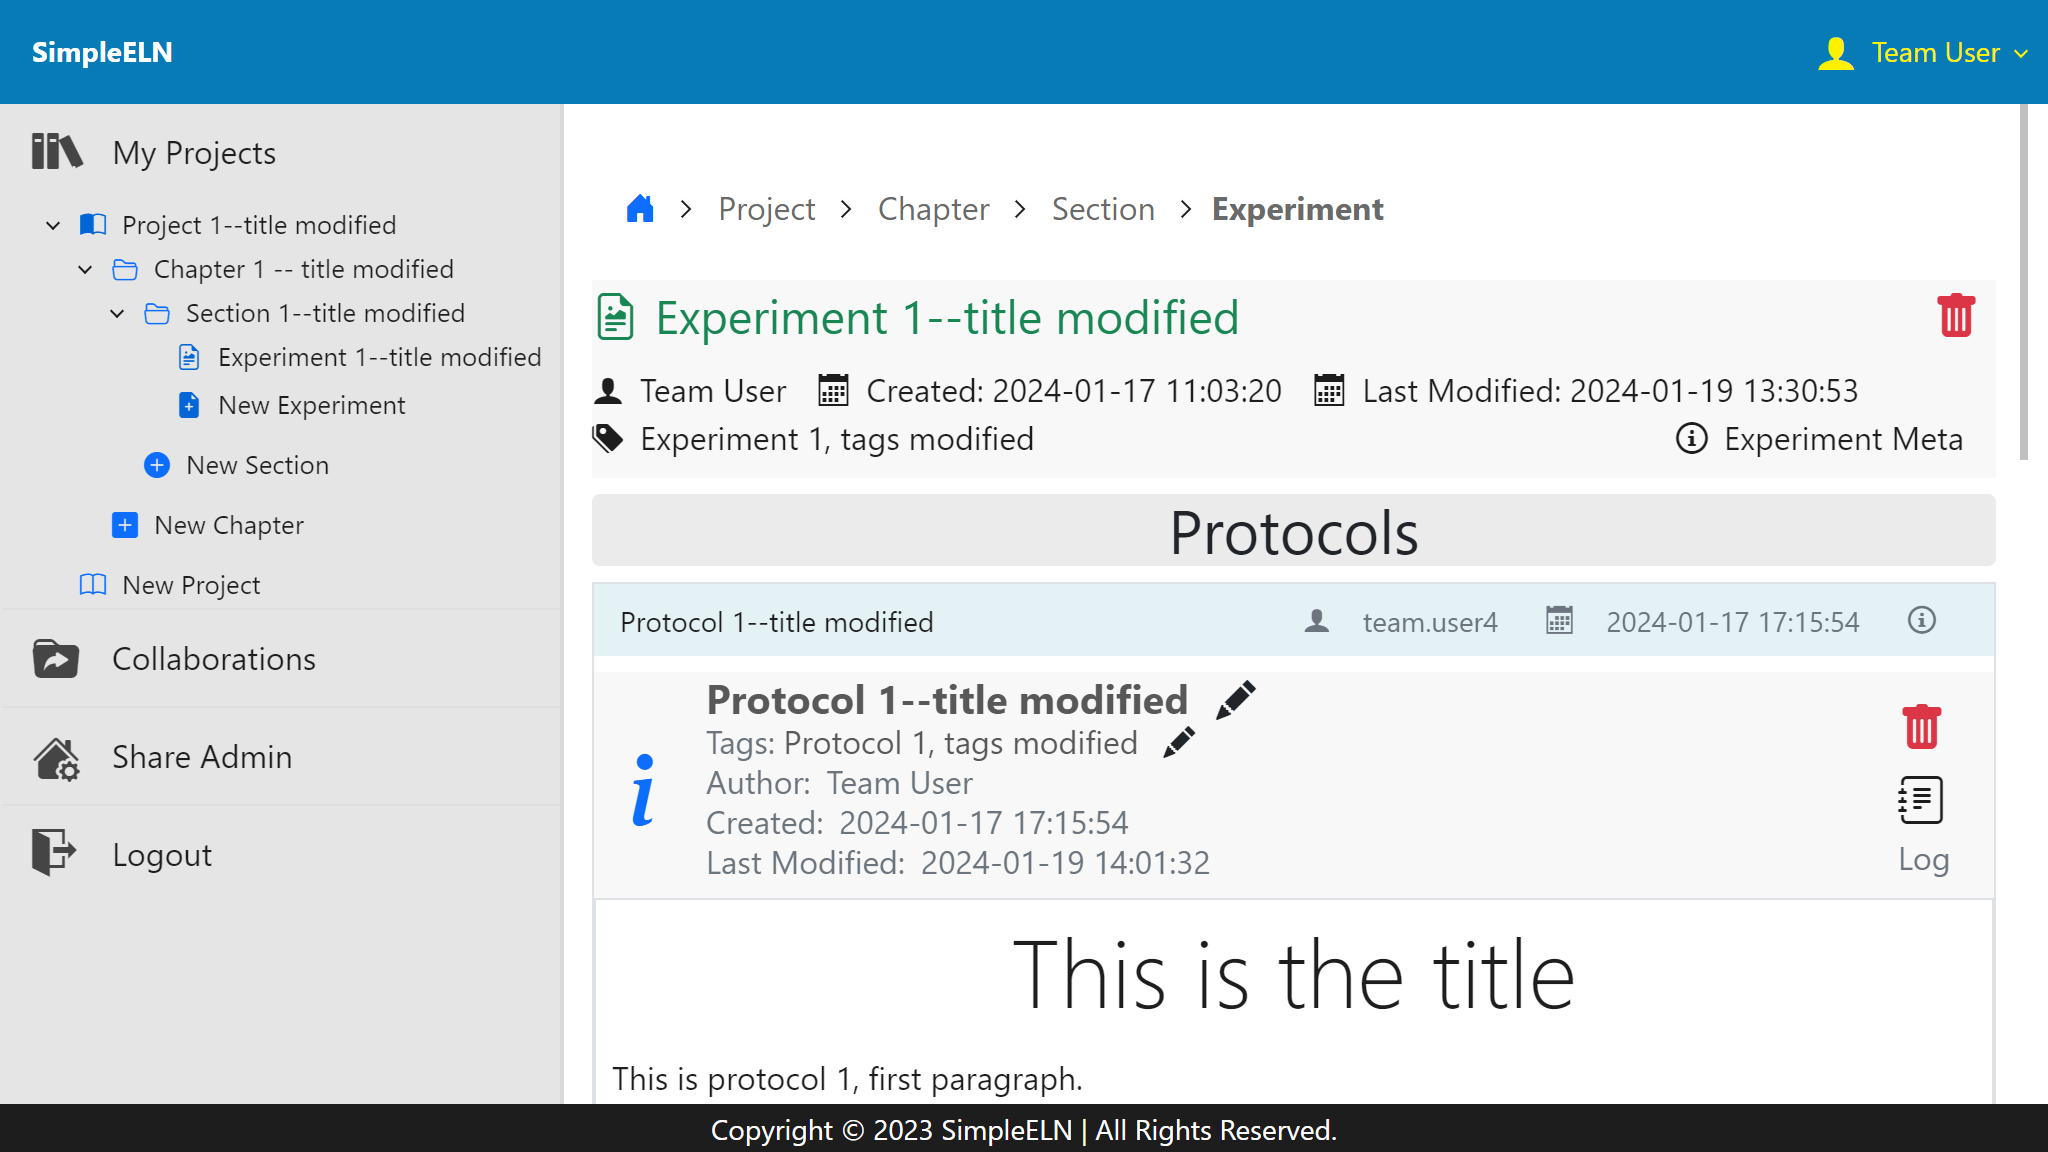 SimpleELN
Team User
My Projects
Project 1--title modified
Chapter 1 -- title modified
Section 1--title modified
Experiment 1--title modified
New Experiment
New Section
New Chapter
New Project
Collaborations
Share Admin
Logout
Project > Chapter > Section > Experiment
Experiment 1--title modified
Team User Created: 2024-01-17 11:03:20 Last Modified: 2024-01-19 13:30:53
Experiment 1, tags modified Experiment Meta
Protocols
Protocol 1--title modified team.user4 2024-01-17 17:15:54
Protocol 1--title modified
Tags: Protocol 1, tags modified
Author: Team User
Created: 2024-01-17 17:15:54
Last Modified: 2024-01-19 14:01:32
Log
This is the title
This is protocol 1, first paragraph.
Copyright © 2023 SimpleELN | All Rights Reserved.